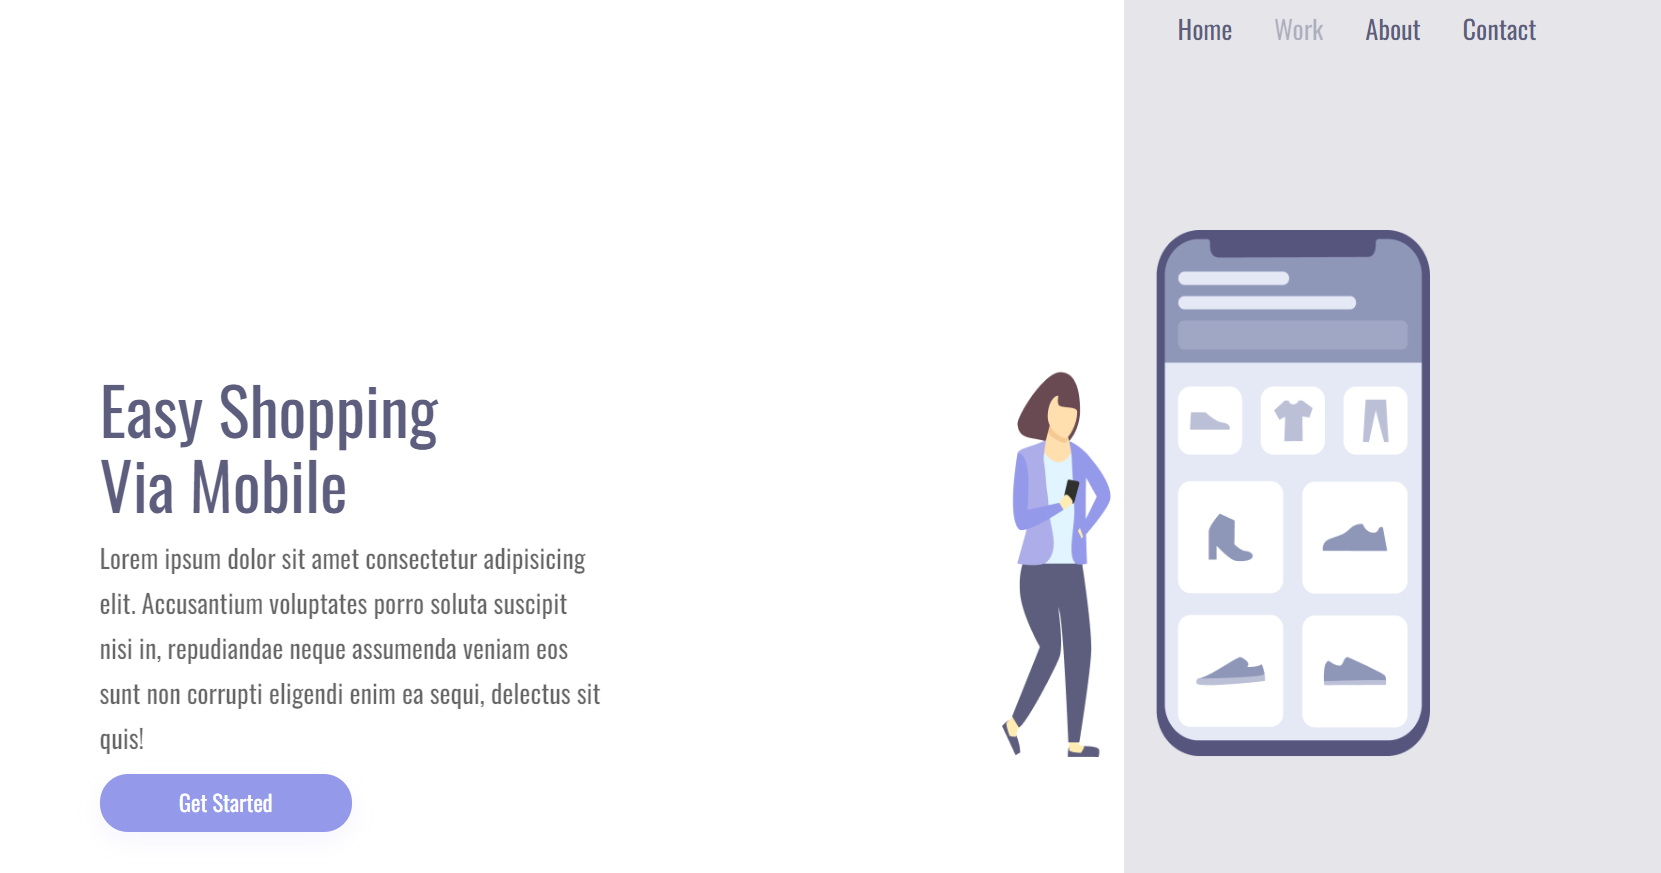 Home Work About Contact
Easy Shopping
Via Mobile
Lorem ipsum dolor sit amet consectetur adipisicing
elit. Accusantium voluptates porro soluta suscipit
nisi in, repudiandae neque assumenda veniam eos
sunt non corrupti eligendi enim ea sequi, delectus sit
quis!
Get Started